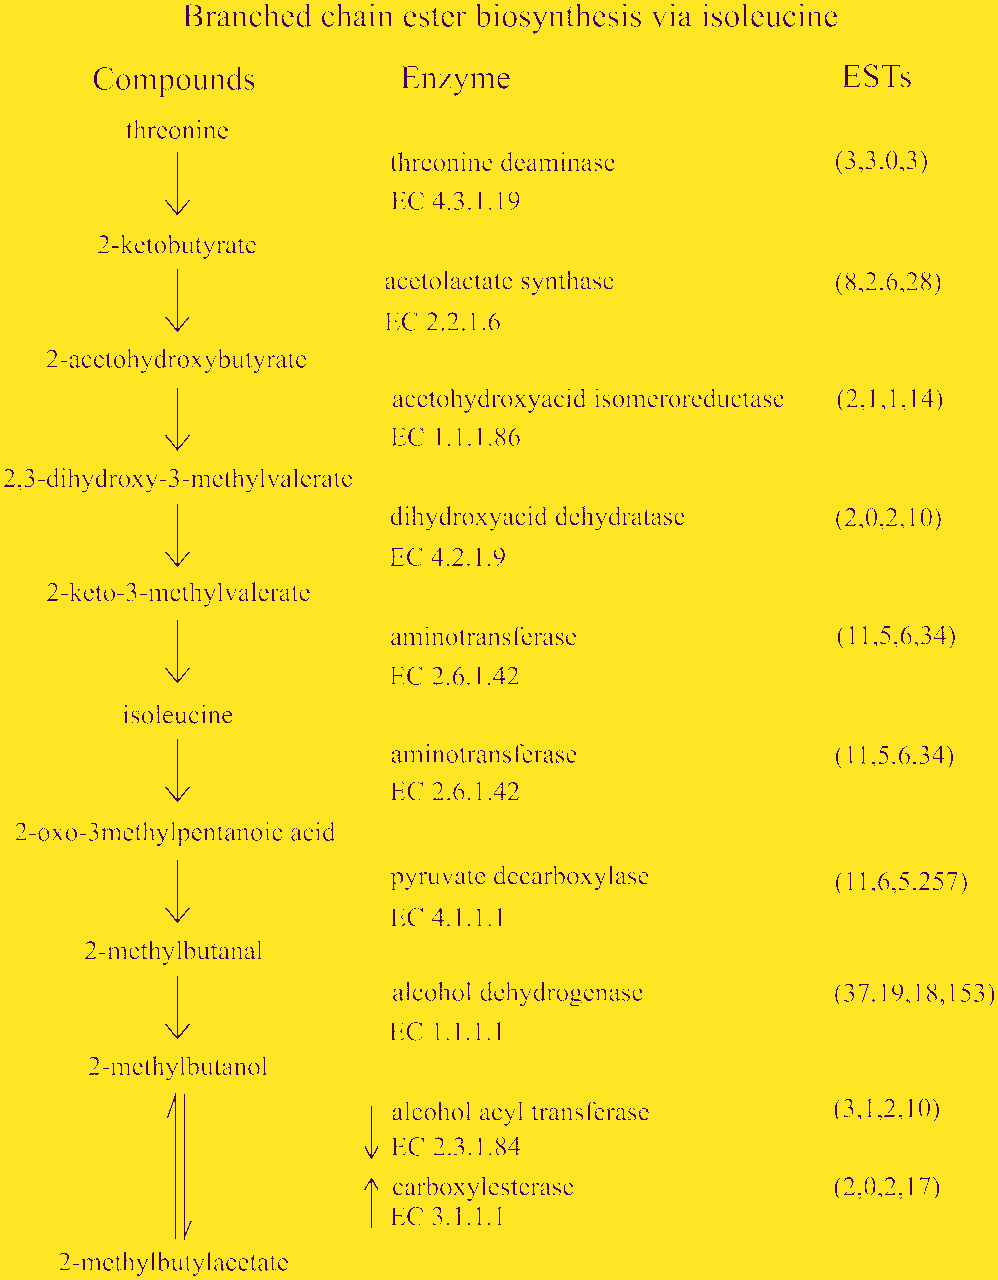 Branched chain ester biosynthesis via isoleucine
Compounds Enzyme ESTs
threonine
threonine deaminase (3,3.0,3)
EC 4.3.1.19
2-ketobutyrate
acetolactate synthase (8,2.6,28)
EC 2.2.1.6
2-acetohydroxybutyrate
acetohydroxyacid isomeroreductase (2,1,1,14)
EC 1.1.1.86
2,3-dihydroxy-3-methylvalerate
dihydroxyacid dehydratase (2,0,2,10)
EC 4.2.1.9
2-keto-3-methylvalerate
aminotransferase (11,5,6,34)
EC 2.6.1.42
isoleucine
aminotransferase (11,5.6.34)
EC 2.6.1.42
2-oxo-3methylpentanoic acid
pyruvate decarboxylase (11,6,5.257)
EC 4.1.1.1
2-methylbutanal
alcohol dehydrogenase (37.19,18,153)
EC 1.1.1.1
2-methylbutanol
alcohol acyl transferase (3,1,2,10)
EC 2.3.1.84
carboxylesterase (2,0,2,17)
EC 3.1.1.1
2-methylbutylacetate